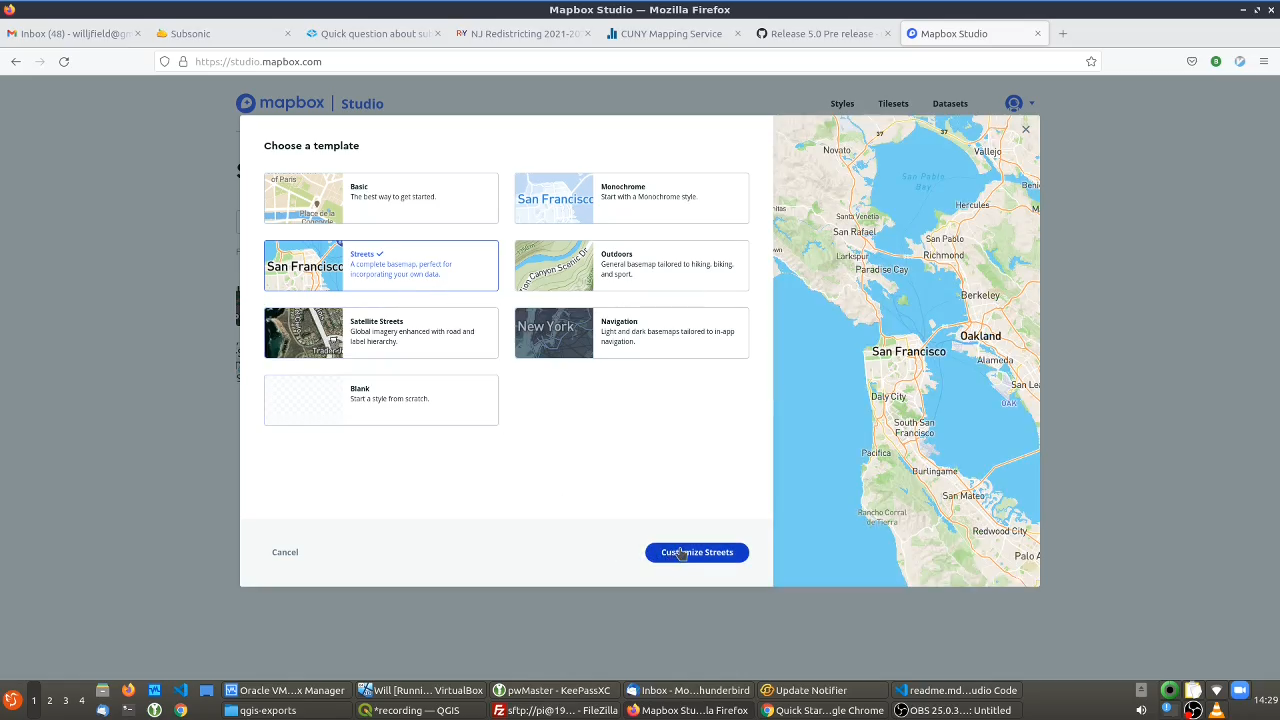 Mapbox Studio — Mozilla Firefox
Inbox (48) - willjfield@gm
Subsonic
Quick question about su
NJ Redistricting 2021-20
CUNY Mapping Service
Release 5.0 Pre release ·
Mapbox Studio
https://studio.mapbox.com
mapbox | Studio
Styles
Tilesets
Datasets
Choose a template
of Paris
Place de la
Concorde
Basic
The best way to get started.
San Francisco
Monochrome
Start with a Monochrome style.
San Francisco
Streets
A complete basemap, perfect for
incorporating your own data.
Outdoors
General basemap tailored to hiking, biking,
and sport.
Satellite Streets
Global imagery enhanced with road and
label hierarchy.
New York
Navigation
Light and dark basemaps tailored to in-app
navigation.
Blank
Start a style from scratch.
Cancel
Customize Streets
37
37
Novato
Vallejo
San Pablo
Bay
Beni
Hercules
Santa Venetia
San Rafael
San Pablo
Larkspur
Richmond
Paradise Cay
Berkeley
Oakland
San Francisco
Alameda
San Le
OAK
Daly City
South San
Francisco
Pacifica
Burlingame
San Mateo
Rancho Corral
de Tierra
Redwood City
Palo A
1
2
3
4
Oracle VM...x Manager
Will [Runni... VirtualBox
pwMaster - KeePassXC
Inbox - Mo...hunderbird
Update Notifier
readme.md...udio Code
14:29
qgis-exports
*recording — QGIS
sftp://pi@19... - FileZilla
Mapbox Stu...la Firefox
Quick Star...gle Chrome
OBS 25.0.3... : Untitled